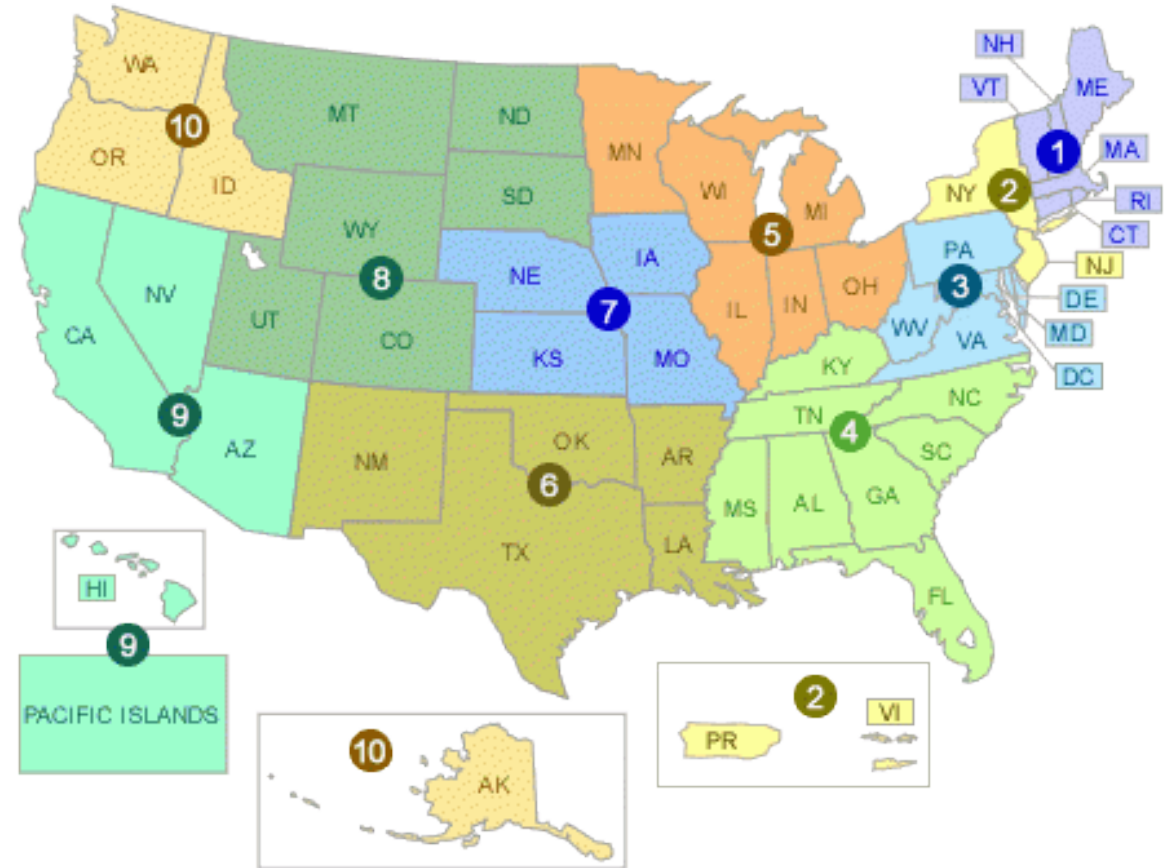 NH
WA
VT
ME
MT
ND
10
MN
OR
1
MA
WI
ID
SD
2
NY
RI
MI
WY
5
CT
PA
IA
NJ
8
NE
3
OH
NV
DE
7
IL
IN
UT
WV
MD
CA
CO
VA
KS
MO
KY
DC
NC
9
TN
4
OK
AZ
SC
NM
AR
6
GA
MS
AL
TX
LA
HI
FL
9
2
PACIFIC ISLANDS
VI
PR
10
AK